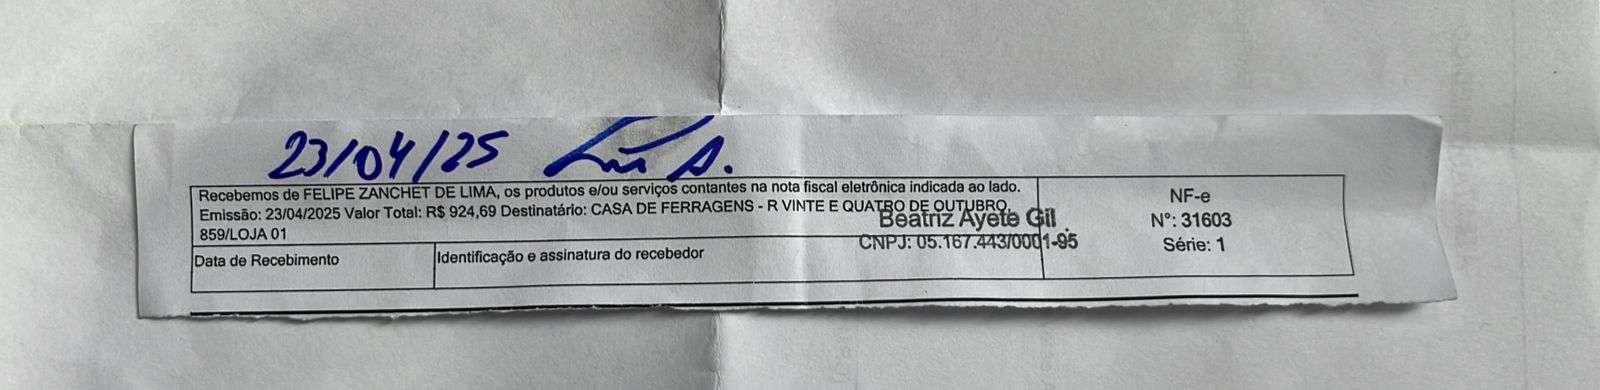 23/04/25
Recebemos de FELIPE ZANCHET DE LIMA, os produtos e/ou serviços contantes na nota fiscal eletrônica indicada ao lado.
Emissão: 23/04/2025 Valor Total: R$ 924,69 Destinatário: CASA DE FERRAGENS - R VINTE E QUATRO DE OUTUBRO,
859/LOJA 01
Beatriz Ayete Gil
CNPJ: 05.167.443/0001-95
NF-e
N°: 31603
Série: 1
Data de Recebimento
Identificação e assinatura do recebedor